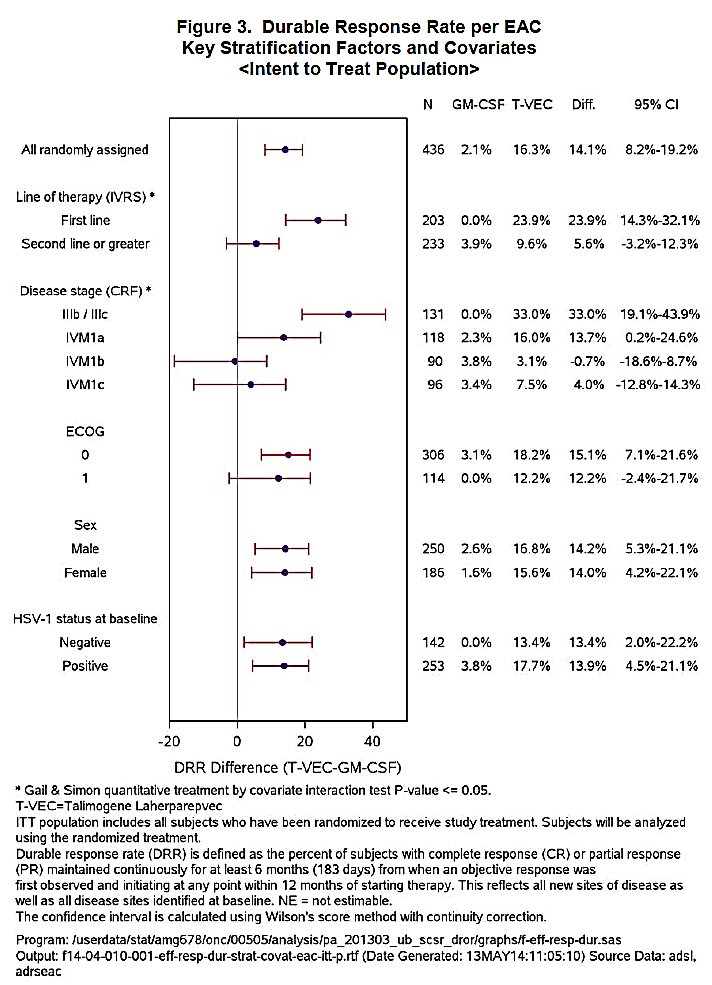 Figure 3.  Durable Response Rate per EAC
Key Stratification Factors and Covariates
<Intent to Treat Population>
N GM-CSF T-VEC Diff. 95% CI
All randomly assigned 436 2.1% 16.3% 14.1% 8.2%-19.2%
Line of therapy (IVRS) *
First line 203 0.0% 23.9% 23.9% 14.3%-32.1%
Second line or greater 233 3.9% 9.6% 5.6% -3.2%-12.3%
Disease stage (CRF) *
IIIb / IIIc 131 0.0% 33.0% 33.0% 19.1%-43.9%
IVM1a 118 2.3% 16.0% 13.7% 0.2%-24.6%
IVM1b 90 3.8% 3.1% -0.7% -18.6%-8.7%
IVM1c 96 3.4% 7.5% 4.0% -12.8%-14.3%
ECOG
0 306 3.1% 18.2% 15.1% 7.1%-21.6%
1 114 0.0% 12.2% 12.2% -2.4%-21.7%
Sex
Male 250 2.6% 16.8% 14.2% 5.3%-21.1%
Female 186 1.6% 15.6% 14.0% 4.2%-22.1%
HSV-1 status at baseline
Negative 142 0.0% 13.4% 13.4% 2.0%-22.2%
Positive 253 3.8% 17.7% 13.9% 4.5%-21.1%
-20 0 20 40
DRR Difference (T-VEC-GM-CSF)
* Gail & Simon quantitative treatment by covariate interaction test P-value <= 0.05.
T-VEC=Talimogene Laherparepvec
ITT population includes all subjects who have been randomized to receive study treatment. Subjects will be analyzed
using the randomized treatment.
Durable response rate (DRR) is defined as the percent of subjects with complete response (CR) or partial response
(PR) maintained continuously for at least 6 months (183 days) from when an objective response was
first observed and initiating at any point within 12 months of starting therapy. This reflects all new sites of disease as
well as all disease sites identified at baseline. NE = not estimable.
The confidence interval is calculated using Wilson's score method with continuity correction.
Program: /userdata/stat/amg678/onc/00505/analysis/pa_201303_ub_scsr_dror/graphs/f-eff-resp-dur.sas
Output: f14-04-010-001-eff-resp-dur-strat-covat-eac-itt-p.rtf (Date Generated: 13MAY14:11:05:10) Source Data: adsl,
adrseac